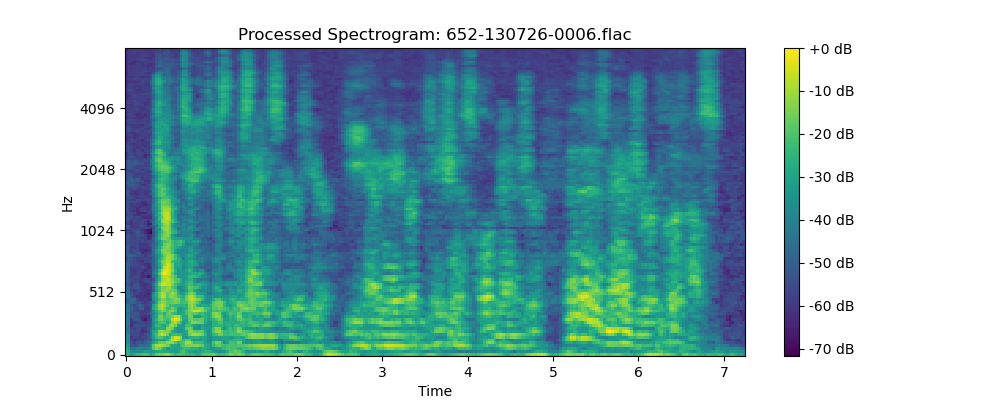 Processed Spectrogram: 652-130726-0006.flac
Hz
4096
2048
1024
512
0
0 1 2 3 4 5 6 7
Time
+0 dB
-10 dB
-20 dB
-30 dB
-40 dB
-50 dB
-60 dB
-70 dB